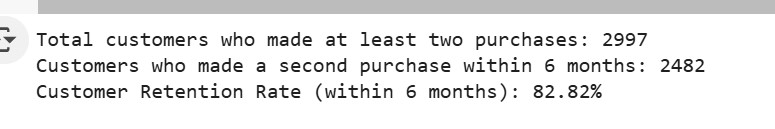 Total customers who made at least two purchases: 2997
Customers who made a second purchase within 6 months: 2482
Customer Retention Rate (within 6 months): 82.82%